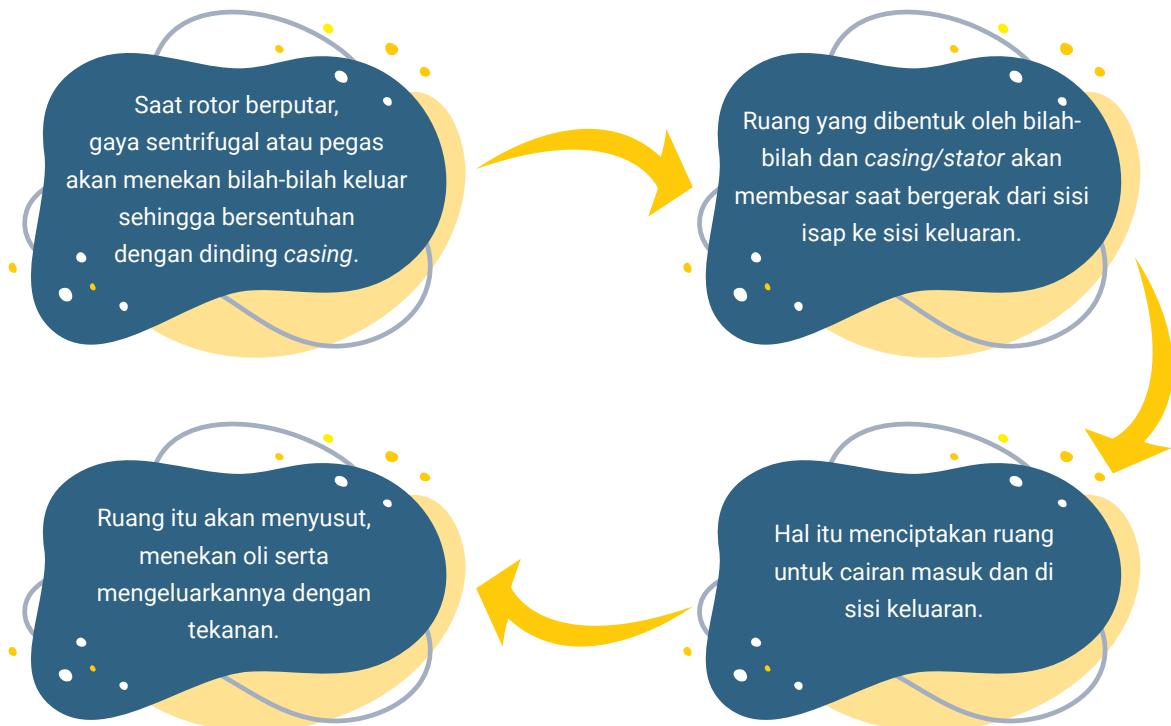 Saat rotor berputar,
gaya sentrifugal atau pegas
akan menekan bilah-bilah keluar
sehingga bersentuhan
dengan dinding casing.
Ruang yang dibentuk oleh bilah-
bilah dan casing/stator akan
membesar saat bergerak dari sisi
isap ke sisi keluaran.
Hal itu menciptakan ruang
untuk cairan masuk dan di
sisi keluaran.
Ruang itu akan menyusut,
menekan oli serta
mengeluarkannya dengan
tekanan.